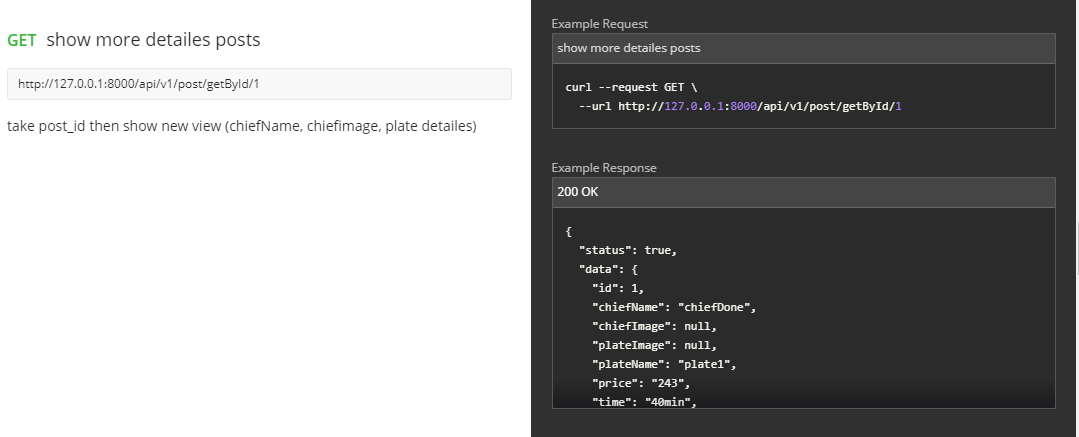 GET show more detailes posts
http://127.0.0.1:8000/api/v1/post/getById/1
take post_id then show new view (chiefName, chiefimage, plate detailes)
Example Request
show more detailes posts
curl --request GET \
  --url http://127.0.0.1:8000/api/v1/post/getById/1
Example Response
200 OK
{
  "status": true,
  "data": {
    "id": 1,
    "chiefName": "chiefDone",
    "chiefImage": null,
    "plateImage": null,
    "plateName": "plate1",
    "price": "243",
    "time": "40min",